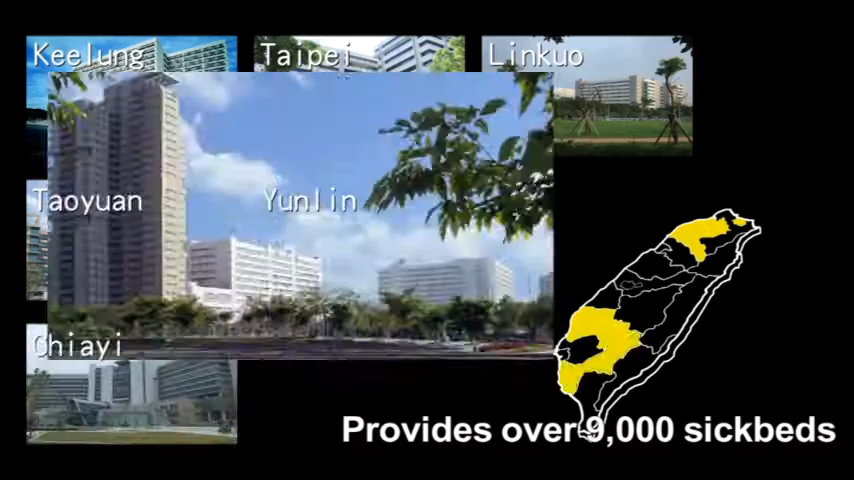 Keelung
Taipei
Linkuo
Taoyuan
Yunlin
Chiayi
Provides over 9,000 sickbeds